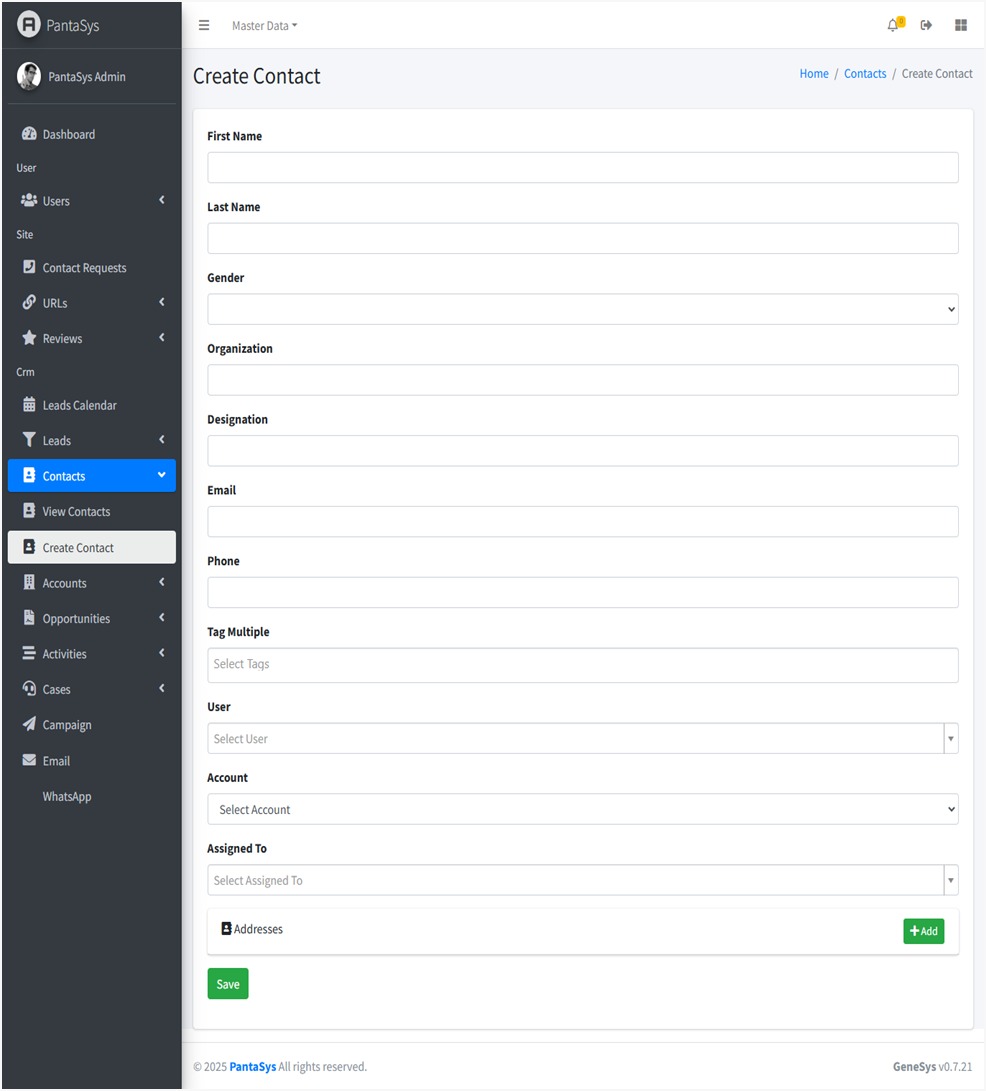 PantaSys
Master Data
0
PantaSys Admin
Create Contact
Home / Contacts / Create Contact
Dashboard
User
Users
Site
Contact Requests
URLs
Reviews
Crm
Leads Calendar
Leads
Contacts
View Contacts
Create Contact
Accounts
Opportunities
Activities
Cases
Campaign
Email
WhatsApp
First Name
Last Name
Gender
Organization
Designation
Email
Phone
Tag Multiple
Select Tags
User
Select User
Account
Select Account
Assigned To
Select Assigned To
Addresses
Add
Save
© 2025 PantaSys All rights reserved.
GeneSys v0.7.21